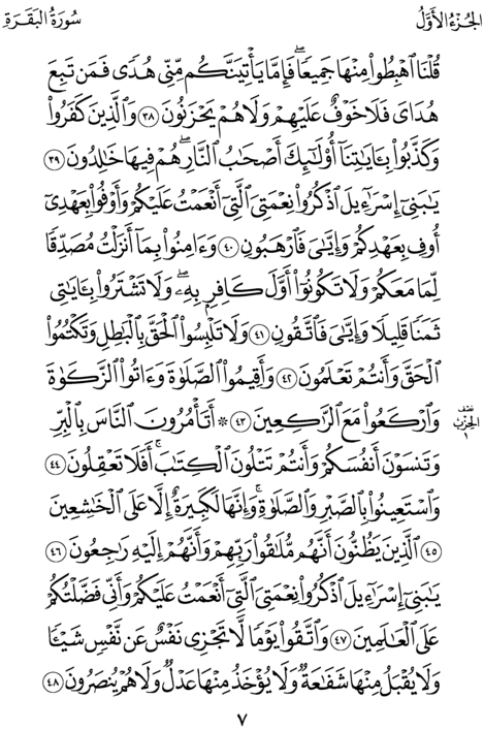 الجُزْءُ الأَوَّلُ سُورَةُ البَقَرَةِ
قُلْنَا ٱهْبِطُوا۟ مِنْهَا جَمِيعًا ۖ فَإِمَّا يَأْتِيَنَّكُم مِّنِّى هُدًى فَمَن تَبِعَ
هُدَاىَ فَلَا خَوْفٌ عَلَيْهِمْ وَلَا هُمْ يَحْزَنُونَ ٣٨ وَٱلَّذِينَ كَفَرُوا۟
وَكَذَّبُوا۟ بِـَٔايَـٰتِنَآ أُو۟لَـٰٓئِكَ أَصْحَـٰبُ ٱلنَّارِ ۖ هُمْ فِيهَا خَـٰلِدُونَ ٣٩
يَـٰبَنِىٓ إِسْرَٰٓءِيلَ ٱذْكُرُوا۟ نِعْمَتِىَ ٱلَّتِىٓ أَنْعَمْتُ عَلَيْكُمْ وَأَوْفُوا۟ بِعَهْدِىٓ
أُوفِ بِعَهْدِكُمْ وَإِيَّـٰىَ فَٱرْهَبُونِ ٤٠ وَءَامِنُوا۟ بِمَآ أَنزَلْتُ مُصَدِّقًا
لِّمَا مَعَكُمْ وَلَا تَكُونُوٓا۟ أَوَّلَ كَافِرٍۭ بِهِۦ ۖ وَلَا تَشْتَرُوا۟ بِـَٔايَـٰتِى
ثَمَنًا قَلِيلًا وَإِيَّـٰىَ فَٱتَّقُونِ ٤١ وَلَا تَلْبِسُوا۟ ٱلْحَقَّ بِٱلْبَـٰطِلِ وَتَكْتُمُوا۟
ٱلْحَقَّ وَأَنتُمْ تَعْلَمُونَ ٤٢ وَأَقِيمُوا۟ ٱلصَّلَوٰةَ وَءَاتُوا۟ ٱلزَّكَوٰةَ
وَٱرْكَعُوا۟ مَعَ ٱلرَّٰكِعِينَ ٤٣ ۞ أَتَأْمُرُونَ ٱلنَّاسَ بِٱلْبِرِّ
نصف
الحزب
١
وَتَنسَوْنَ أَنفُسَكُمْ وَأَنتُمْ تَتْلُونَ ٱلْكِتَـٰبَ ۚ أَفَلَا تَعْقِلُونَ ٤٤
وَٱسْتَعِينُوا۟ بِٱلصَّبْرِ وَٱلصَّلَوٰةِ ۚ وَإِنَّهَا لَكَبِيرَةٌ إِلَّا عَلَى ٱلْخَـٰشِعِينَ
٤٥ ٱلَّذِينَ يَظُنُّونَ أَنَّهُم مُّلَـٰقُوا۟ رَبِّهِمْ وَأَنَّهُمْ إِلَيْهِ رَٰجِعُونَ ٤٦
يَـٰبَنِىٓ إِسْرَٰٓءِيلَ ٱذْكُرُوا۟ نِعْمَتِىَ ٱلَّتِىٓ أَنْعَمْتُ عَلَيْكُمْ وَأَنِّى فَضَّلْتُكُمْ
عَلَى ٱلْعَـٰلَمِينَ ٤٧ وَٱتَّقُوا۟ يَوْمًا لَّا تَجْزِى نَفْسٌ عَن نَّفْسٍ شَيْـًٔا
وَلَا يُقْبَلُ مِنْهَا شَفَـٰعَةٌ وَلَا يُؤْخَذُ مِنْهَا عَدْلٌ وَلَا هُمْ يُنصَرُونَ ٤٨
٧